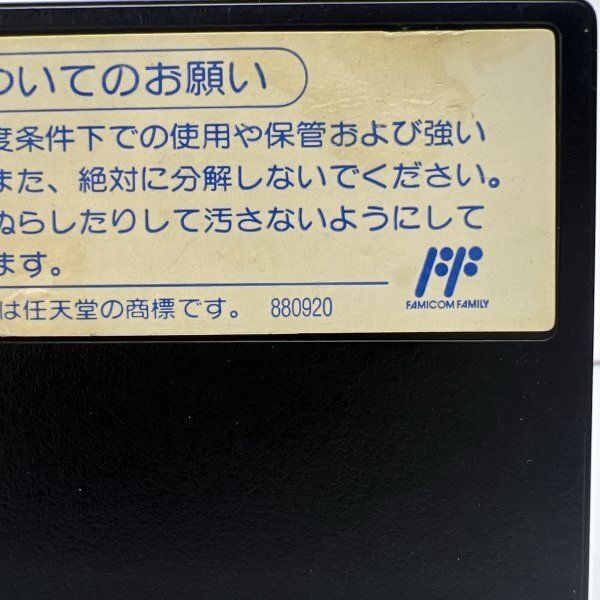 ついてのお願い
度条件下での使用や保管および強い
また、絶対に分解しないでください。
ぬらしたりして汚さないようにして
ます。
は任天堂の商標です。 880920
FAMICOM FAMILY